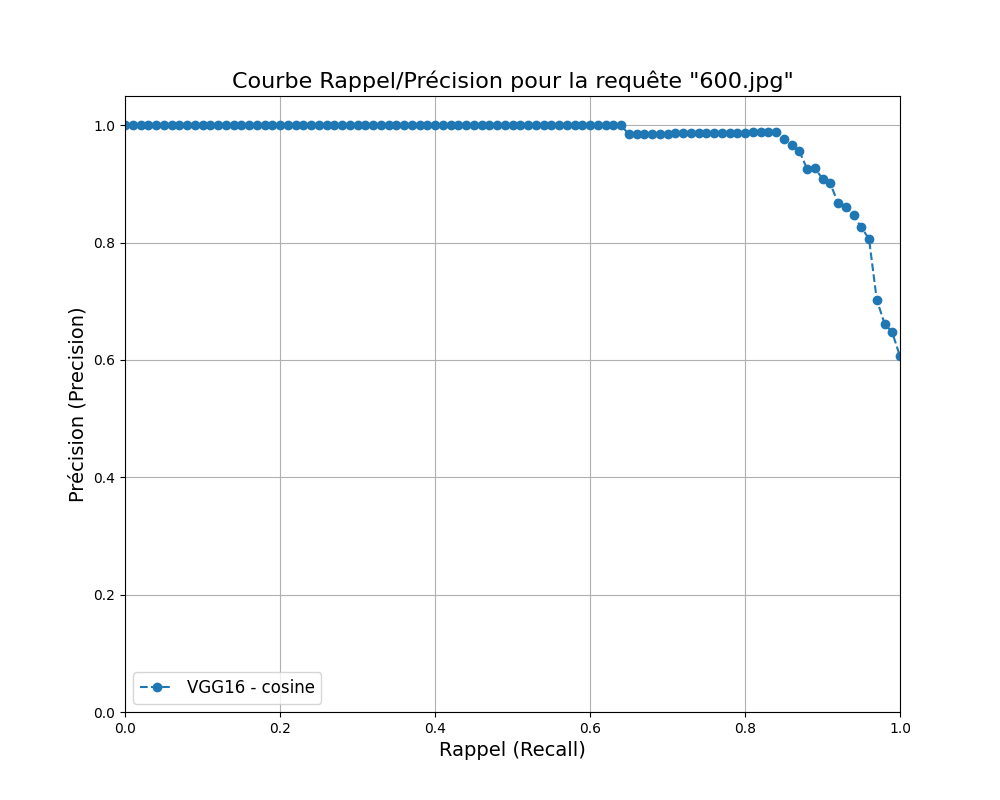 Courbe Rappel/Précision pour la requête "600.jpg"
1.0
0.8
0.6
0.4
0.2
0.0
Précision (Precision)
VGG16 - cosine
0.0 0.2 0.4 0.6 0.8 1.0
Rappel (Recall)